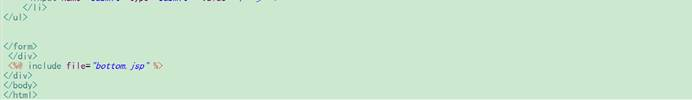 </li>
</ul>
</form>
</div>
<%@ include file="bottom.jsp" %>
</div>
</body>
</html>